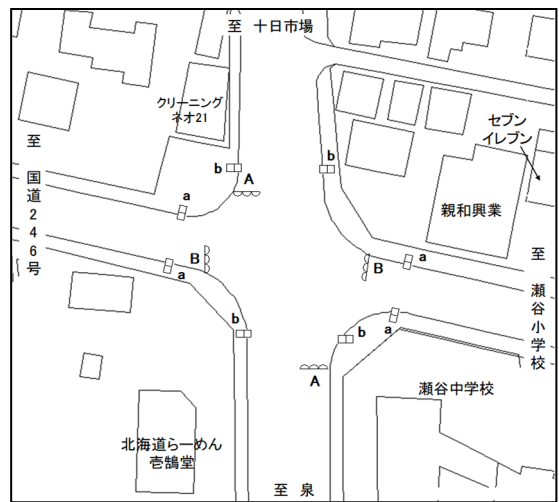 至 十日市場
クリーニング
ネオ21
セブン
イレブン
至 国道246号
親和興業
至 瀬谷小学校
b
A
b
a
B
a
B
a
b
b
a
A
瀬谷中学校
北海道らーめん
壱鵠堂
至 泉